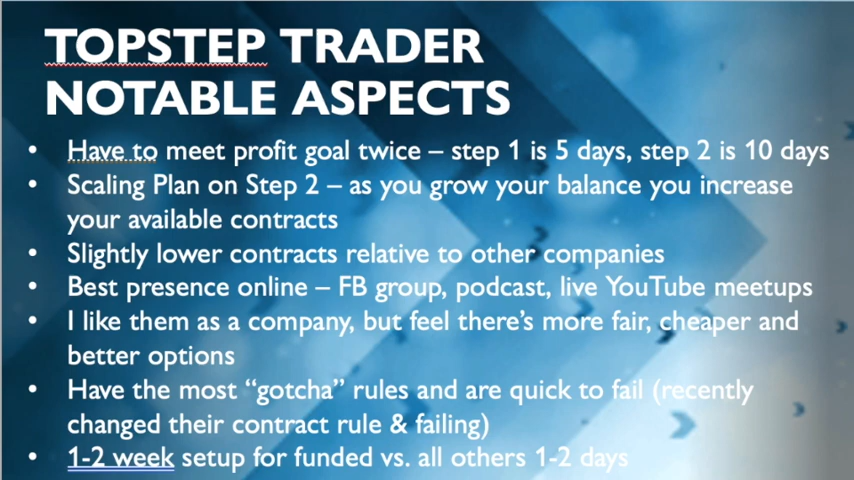 TOPSTEP TRADER
NOTABLE ASPECTS
• Have to meet profit goal twice – step 1 is 5 days, step 2 is 10 days
• Scaling Plan on Step 2 – as you grow your balance you increase
your available contracts
• Slightly lower contracts relative to other companies
• Best presence online – FB group, podcast, live YouTube meetups
• I like them as a company, but feel there’s more fair, cheaper and
better options
• Have the most “gotcha” rules and are quick to fail (recently
changed their contract rule & failing)
• 1-2 week setup for funded vs. all others 1-2 days